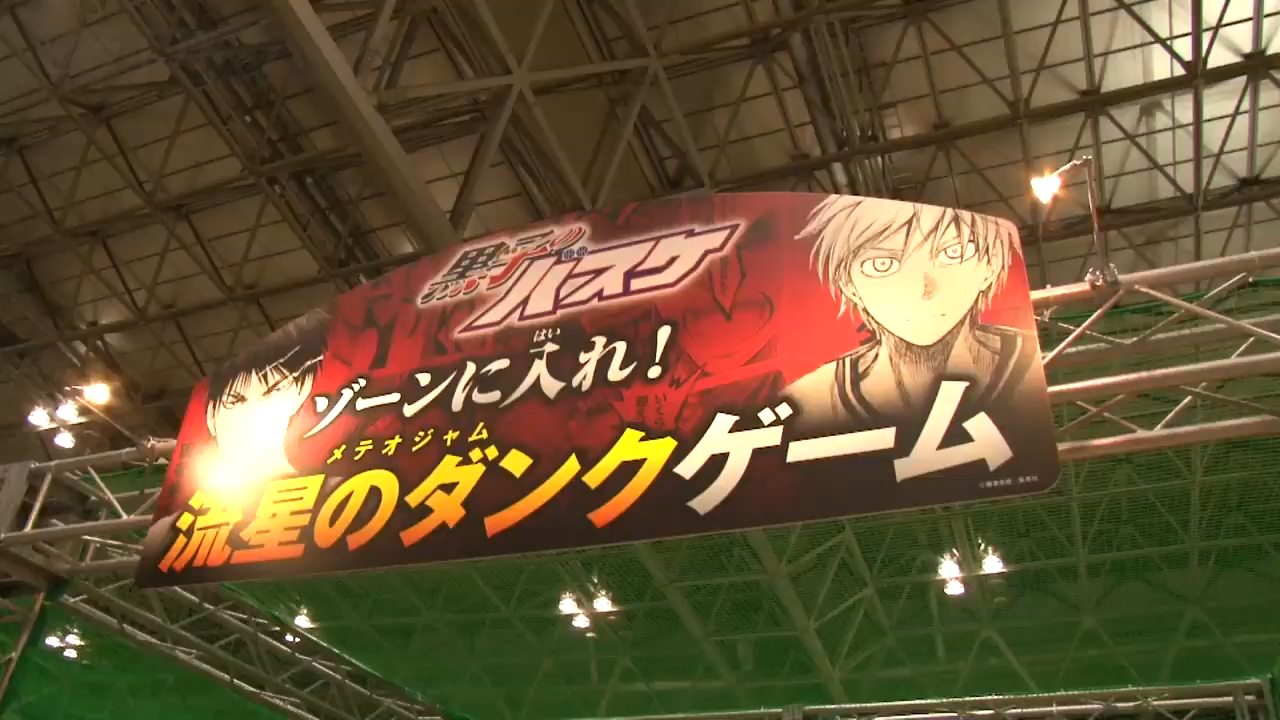 黒子のバスケ
ゾーンに入れ!
はい
流星のダンクゲーム
メテオジャム